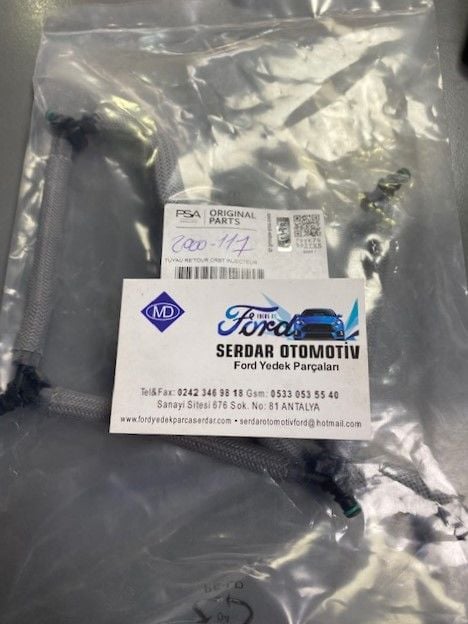 PSA ORIGINAL
PARTS
2000-117
TUYAU RETOUR CRBT INJECTEUR
MD
Ford
SERDAR OTOMOTİV
Ford Yedek Parçaları
Tel&Fax: 0242 346 98 18 Gsm: 0533 053 55 40
Sanayi Sitesi 676 Sok. No: 81 ANTALYA
www.fordyedekparcaserdar.com • serdarotomotivford@hotmail.com